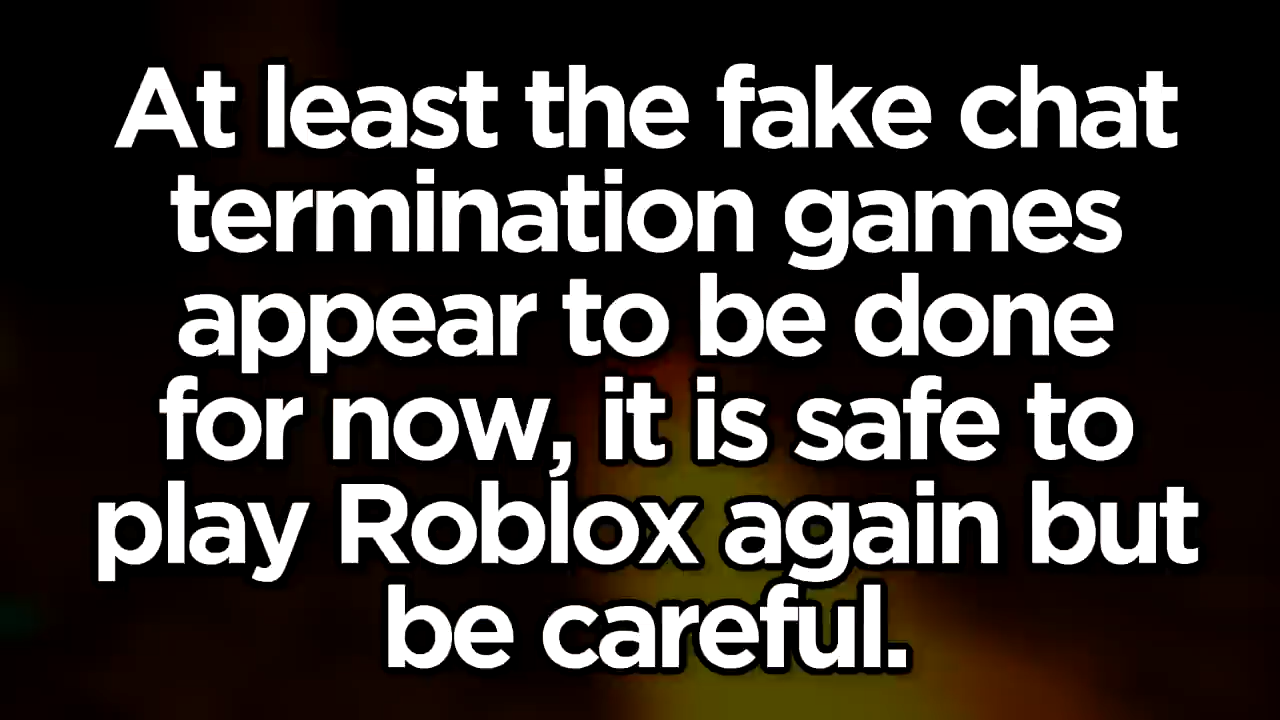 At least the fake chat
termination games
appear to be done
for now, it is safe to
play Roblox again but
be careful.